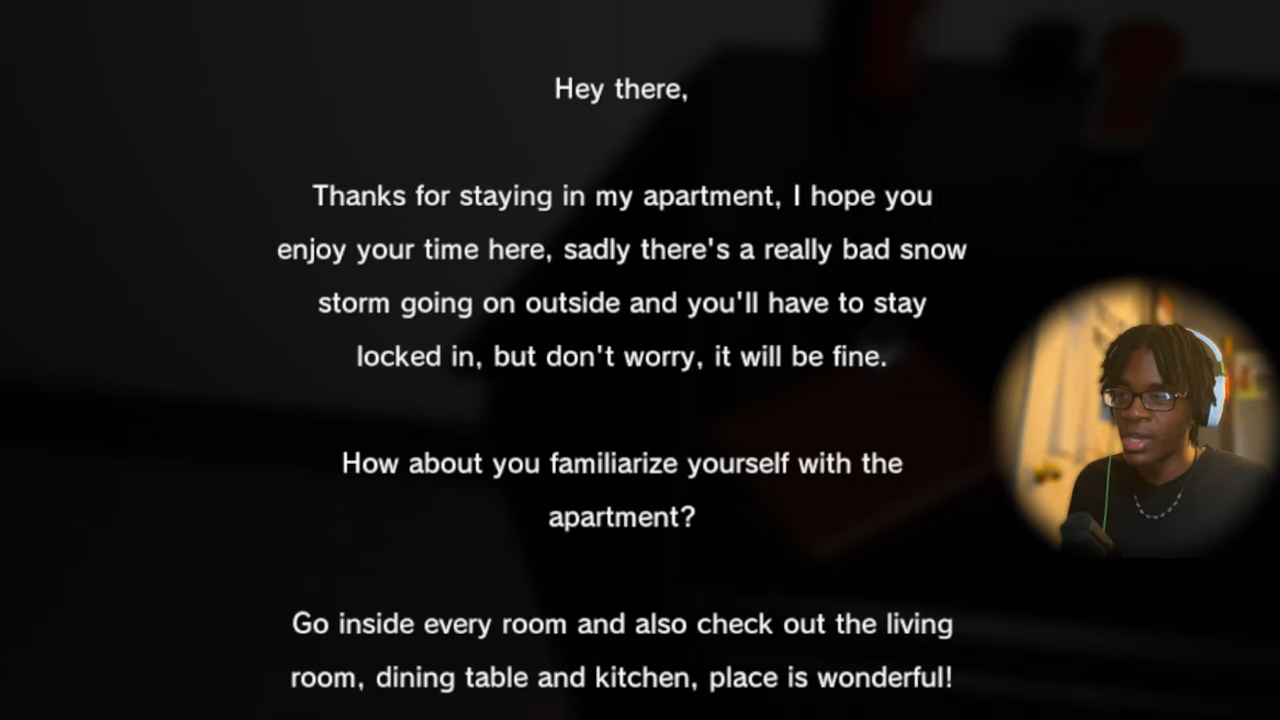 Hey there,
Thanks for staying in my apartment, I hope you
enjoy your time here, sadly there's a really bad snow
storm going on outside and you'll have to stay
locked in, but don't worry, it will be fine.
How about you familiarize yourself with the
apartment?
Go inside every room and also check out the living
room, dining table and kitchen, place is wonderful!